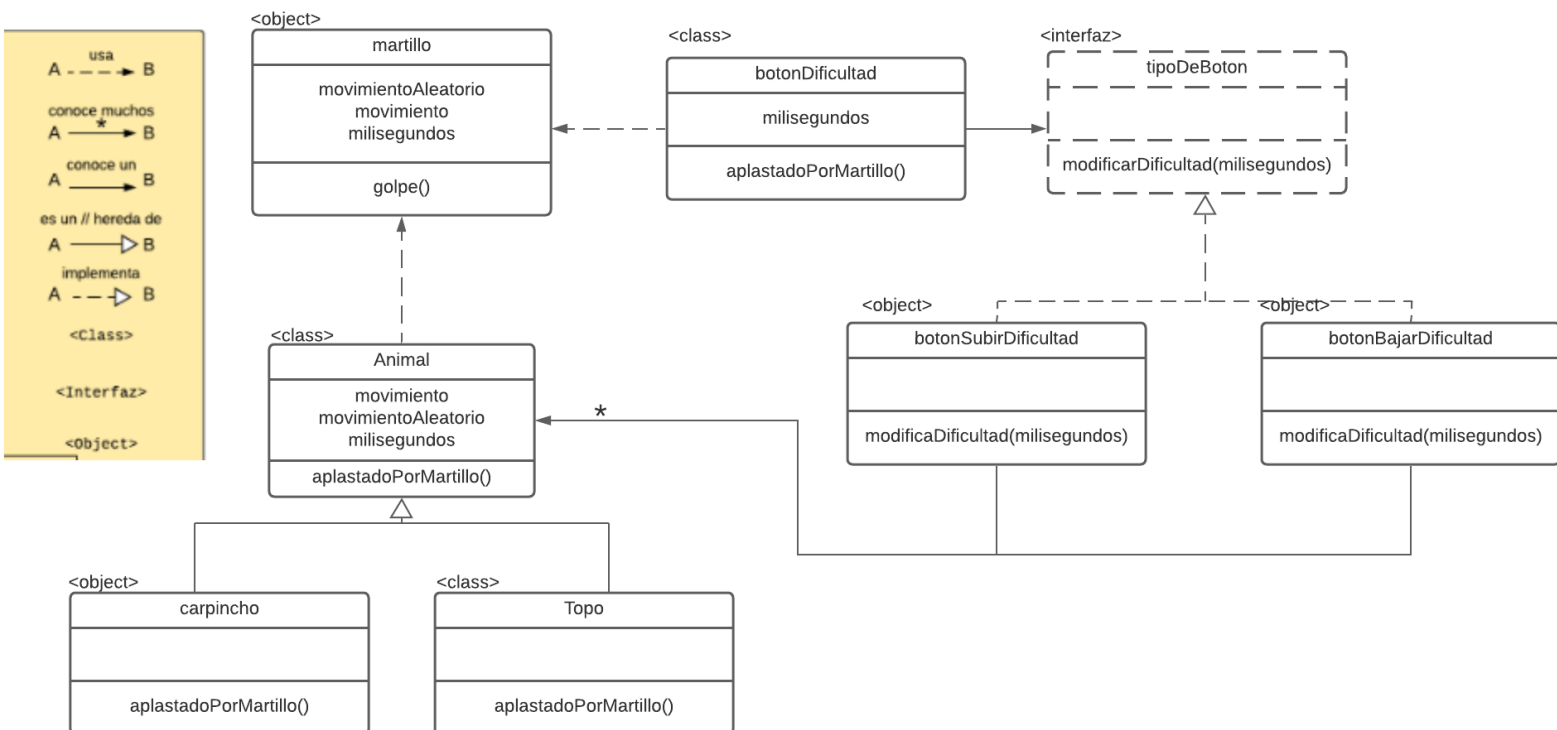 usa
A B
conoce muchos
*
A B
conoce un
A B
es un // hereda de
A B
implementa
A B
<Class>
<Interfaz>
<Object>
<object>
martillo
movimientoAleatorio
movimiento
milisegundos
golpe()
<class>
botonDificultad
milisegundos
aplastadoPorMartillo()
<interfaz>
tipoDeBoton
modificarDificultad(milisegundos)
<class>
Animal
movimiento
movimientoAleatorio
milisegundos
aplastadoPorMartillo()
*
<object>
botonSubirDificultad
modificaDificultad(milisegundos)
<object>
botonBajarDificultad
modificaDificultad(milisegundos)
<object>
carpincho
aplastadoPorMartillo()
<class>
Topo
aplastadoPorMartillo()